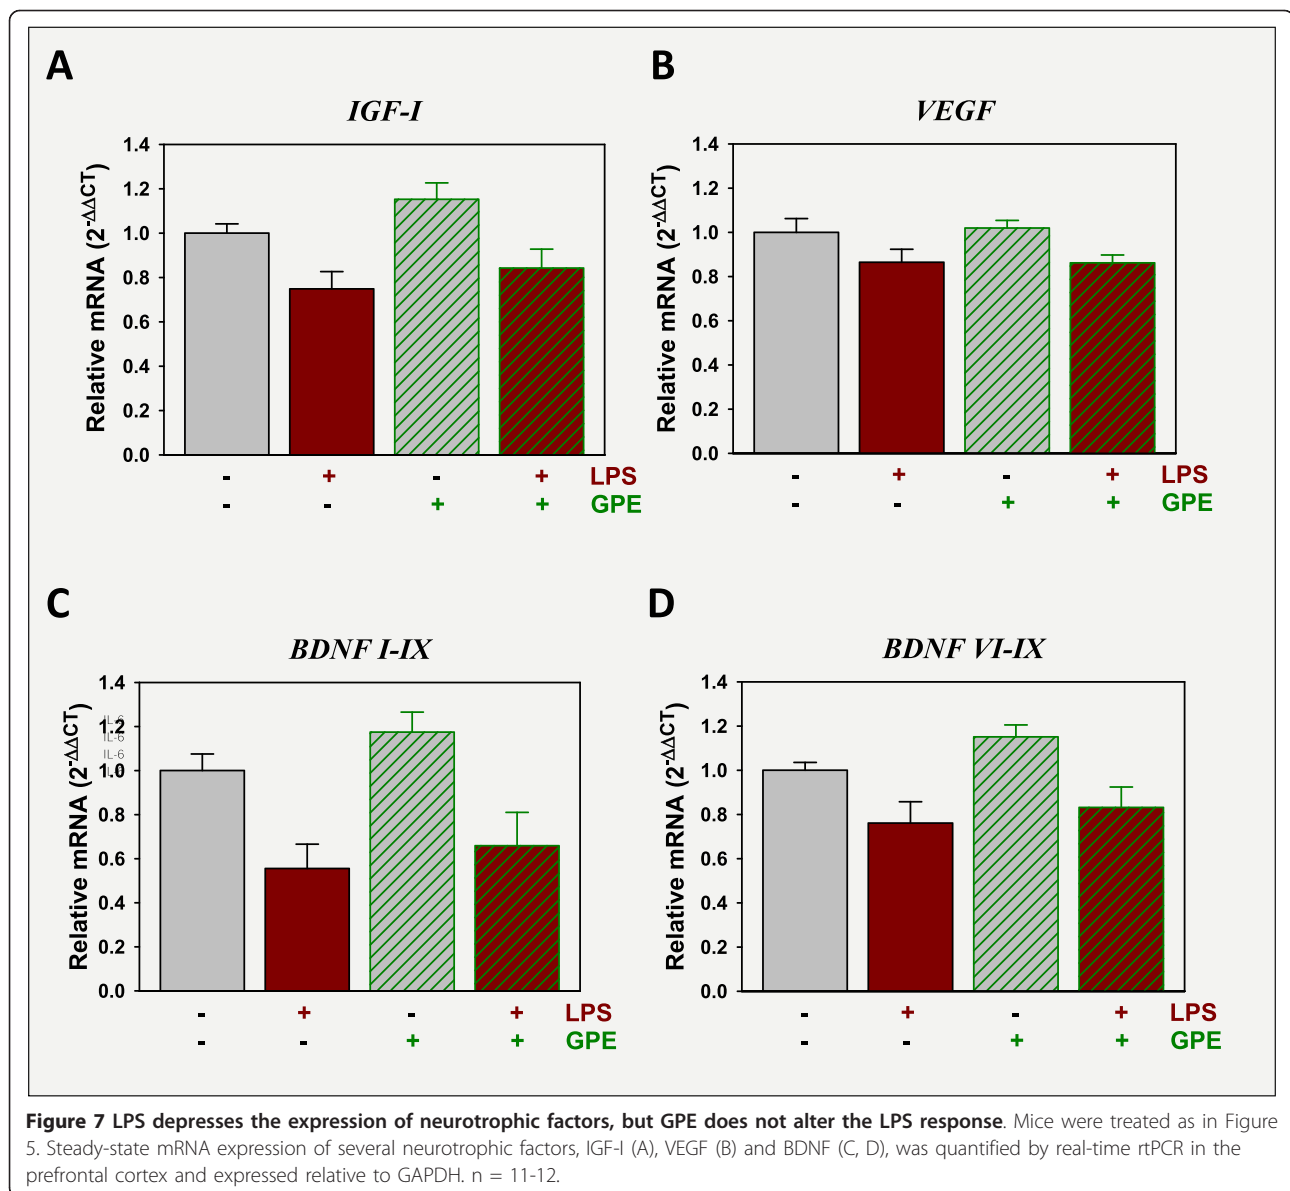 A
IGF-I
Relative mRNA (2^-ΔΔCT)
1.4
1.2
1.0
0.8
0.6
0.4
0.2
0.0
- + - + LPS
- - + + GPE
B
VEGF
Relative mRNA (2^-ΔΔCT)
1.4
1.2
1.0
0.8
0.6
0.4
0.2
0.0
- + - + LPS
- - + + GPE
C
BDNF I-IX
Relative mRNA (2^-ΔΔCT)
1.4
1.2
IL-6
IL-6
1.0
0.8
0.6
0.4
0.2
0.0
- + - + LPS
- - + + GPE
D
BDNF VI-IX
Relative mRNA (2^-ΔΔCT)
1.4
1.2
1.0
0.8
0.6
0.4
0.2
0.0
- + - + LPS
- - + + GPE
Figure 7 LPS depresses the expression of neurotrophic factors, but GPE does not alter the LPS response. Mice were treated as in Figure
5. Steady-state mRNA expression of several neurotrophic factors, IGF-I (A), VEGF (B) and BDNF (C, D), was quantified by real-time rtPCR in the
prefrontal cortex and expressed relative to GAPDH. n = 11-12.